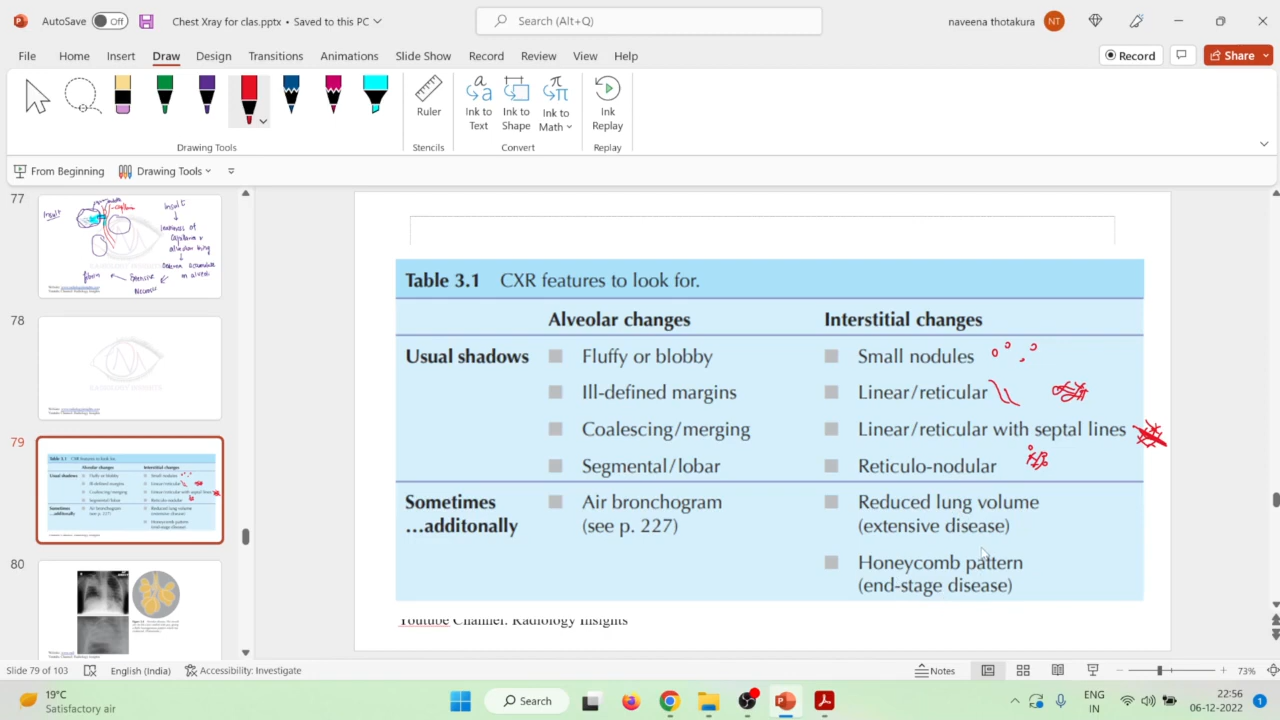 AutoSave Off Chest Xray for clas.pptx • Saved to this PC Search (Alt+Q) naveena thotakura NT
File Home Insert Draw Design Transitions Animations Slide Show Record Review View Help Record Share
Ruler Ink to Text Ink to Shape Ink to Math Ink Replay
Drawing Tools Stencils Convert Replay
From Beginning Drawing Tools
77
Insult
Insult
78
79
80
Table 3.1 CXR features to look for.
Alveolar changes Interstitial changes
Usual shadows Fluffy or blobby Small nodules
Ill-defined margins Linear/reticular
Coalescing/merging Linear/reticular with septal lines
Segmental/lobar Reticulo-nodular
Sometimes Air bronchogram Reduced lung volume
...additonally (see p. 227) (extensive disease)
Honeycomb pattern
(end-stage disease)
Youtube Channel: Radiology Insights
Slide 79 of 103 English (India) Accessibility: Investigate Notes 73%
19°C
Satisfactory air
Search
ENG
IN
22:56
06-12-2022
1